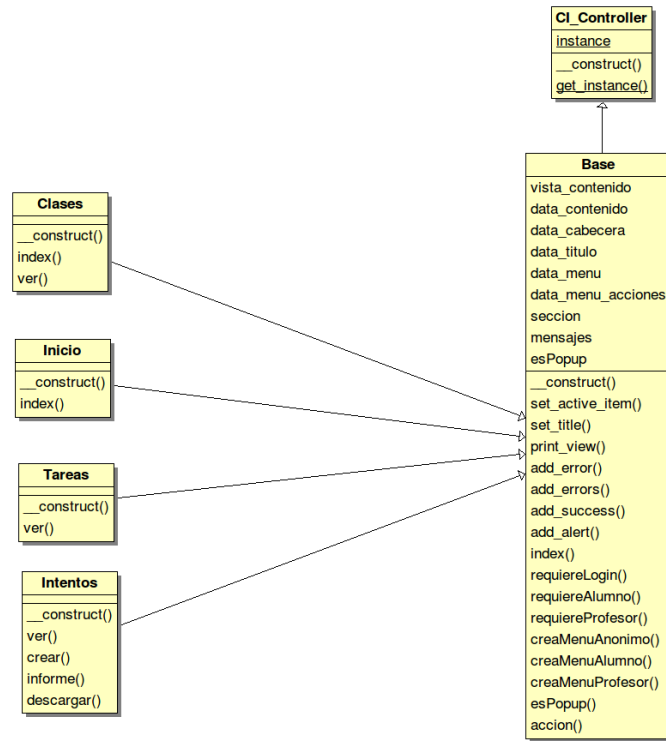 CI_Controller
instance
__construct()
get_instance()
Base
vista_contenido
data_contenido
data_cabecera
data_titulo
data_menu
data_menu_acciones
seccion
mensajes
esPopup
__construct()
set_active_item()
set_title()
print_view()
add_error()
add_errors()
add_success()
add_alert()
index()
requiereLogin()
requiereAlumno()
requiereProfesor()
creaMenuAnonimo()
creaMenuAlumno()
creaMenuProfesor()
esPopup()
accion()
Clases
__construct()
index()
ver()
Inicio
__construct()
index()
Tareas
__construct()
ver()
Intentos
__construct()
ver()
crear()
informe()
descargar()